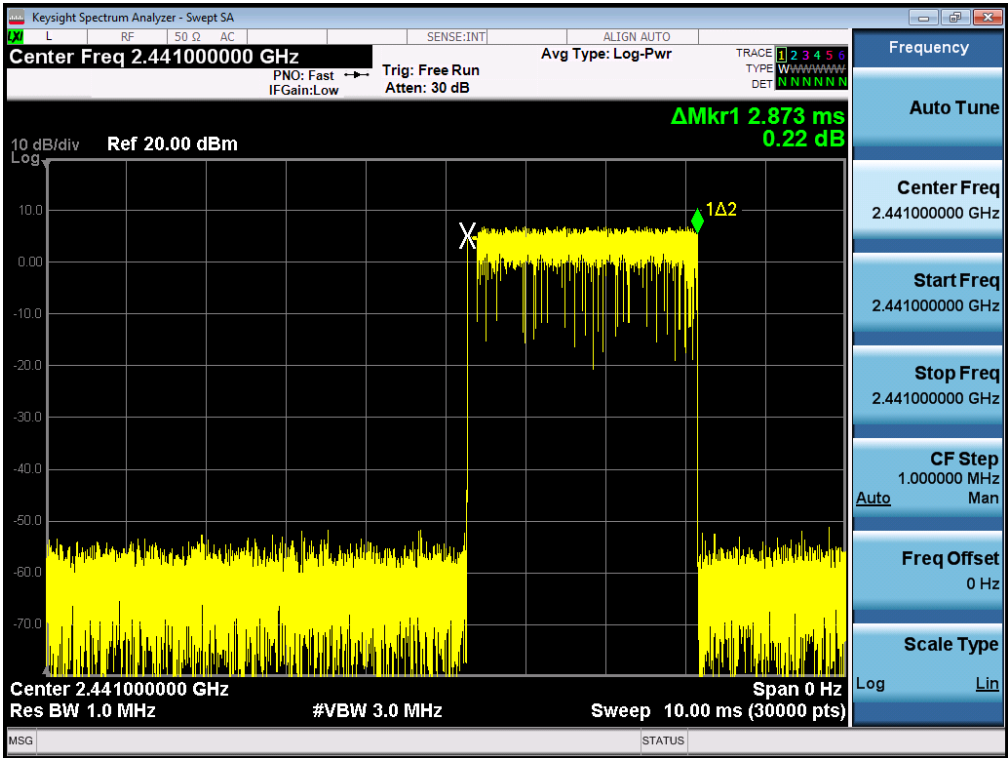 Keysight Spectrum Analyzer - Swept SA
LXI L RF 50 Ω AC SENSE:INT ALIGN AUTO
Center Freq 2.441000000 GHz
PNO: Fast
IFGain:Low
Trig: Free Run
Atten: 30 dB
Avg Type: Log-Pwr
TRACE 1 2 3 4 5 6
TYPE WWWWWWW
DET N N N N N N
ΔMkr1 2.873 ms
0.22 dB
10 dB/div Ref 20.00 dBm
Log
10.0
0.00
-10.0
-20.0
-30.0
-40.0
-50.0
-60.0
-70.0
1Δ2
Center 2.441000000 GHz Span 0 Hz
Res BW 1.0 MHz #VBW 3.0 MHz Sweep 10.00 ms (30000 pts)
MSG STATUS
Frequency
Auto Tune
Center Freq
2.441000000 GHz
Start Freq
2.441000000 GHz
Stop Freq
2.441000000 GHz
CF Step
1.000000 MHz
Auto Man
Freq Offset
0 Hz
Scale Type
Log Lin